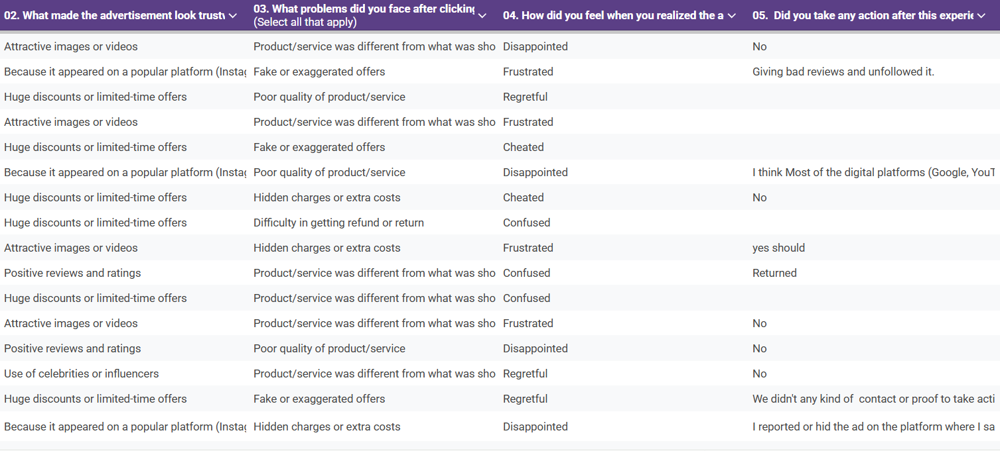 02. What made the advertisement look trustw
03. What problems did you face after clicking
(Select all that apply)
04. How did you feel when you realized the a
05. Did you take any action after this experie
Attractive images or videos Product/service was different from what was sho Disappointed No
Because it appeared on a popular platform (Instag Fake or exaggerated offers Frustrated Giving bad reviews and unfollowed it.
Huge discounts or limited-time offers Poor quality of product/service Regretful
Attractive images or videos Product/service was different from what was sho Frustrated
Huge discounts or limited-time offers Fake or exaggerated offers Cheated
Because it appeared on a popular platform (Instag Poor quality of product/service Disappointed I think Most of the digital platforms (Google, YouT
Huge discounts or limited-time offers Hidden charges or extra costs Cheated No
Huge discounts or limited-time offers Difficulty in getting refund or return Confused
Attractive images or videos Hidden charges or extra costs Frustrated yes should
Positive reviews and ratings Product/service was different from what was sho Confused Returned
Huge discounts or limited-time offers Product/service was different from what was sho Confused
Attractive images or videos Product/service was different from what was sho Frustrated No
Positive reviews and ratings Poor quality of product/service Disappointed No
Use of celebrities or influencers Product/service was different from what was sho Regretful No
Huge discounts or limited-time offers Fake or exaggerated offers Regretful We didn't any kind of contact or proof to take acti
Because it appeared on a popular platform (Instag Hidden charges or extra costs Disappointed I reported or hid the ad on the platform where I sa